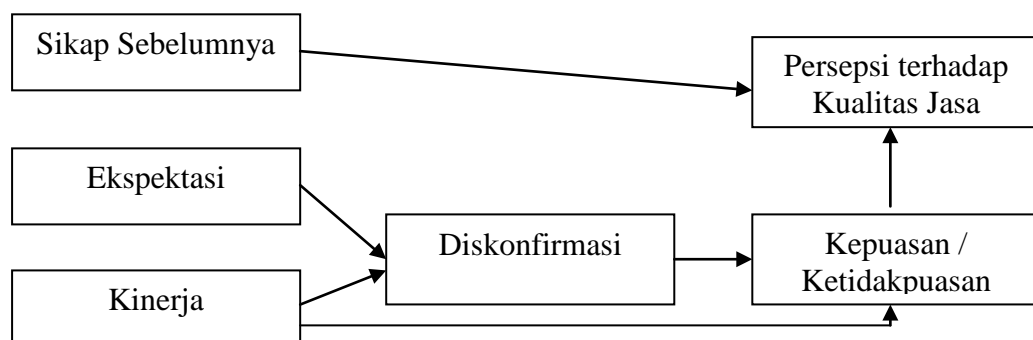 Sikap Sebelumnya
Persepsi terhadap
Kualitas Jasa
Ekspektasi
Diskonfirmasi
Kepuasan /
Ketidakpuasan
Kinerja